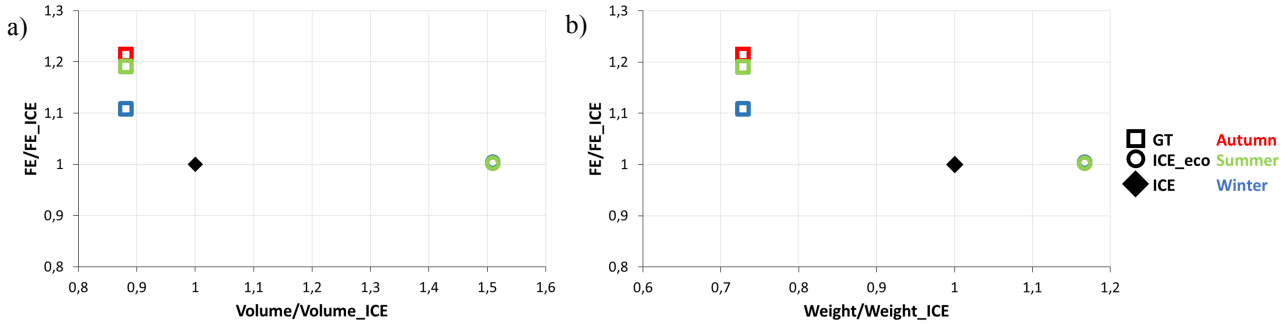 a)
FE/FE_ICE
1,3
1,2
1,1
1
0,9
0,8
0,8 0,9 1 1,1 1,2 1,3 1,4 1,5 1,6
Volume/Volume_ICE
b)
FE/FE_ICE
1,3
1,2
1,1
1
0,9
0,8
0,6 0,7 0,8 0,9 1 1,1 1,2
Weight/Weight_ICE
GT Autumn
ICE_eco Summer
ICE Winter